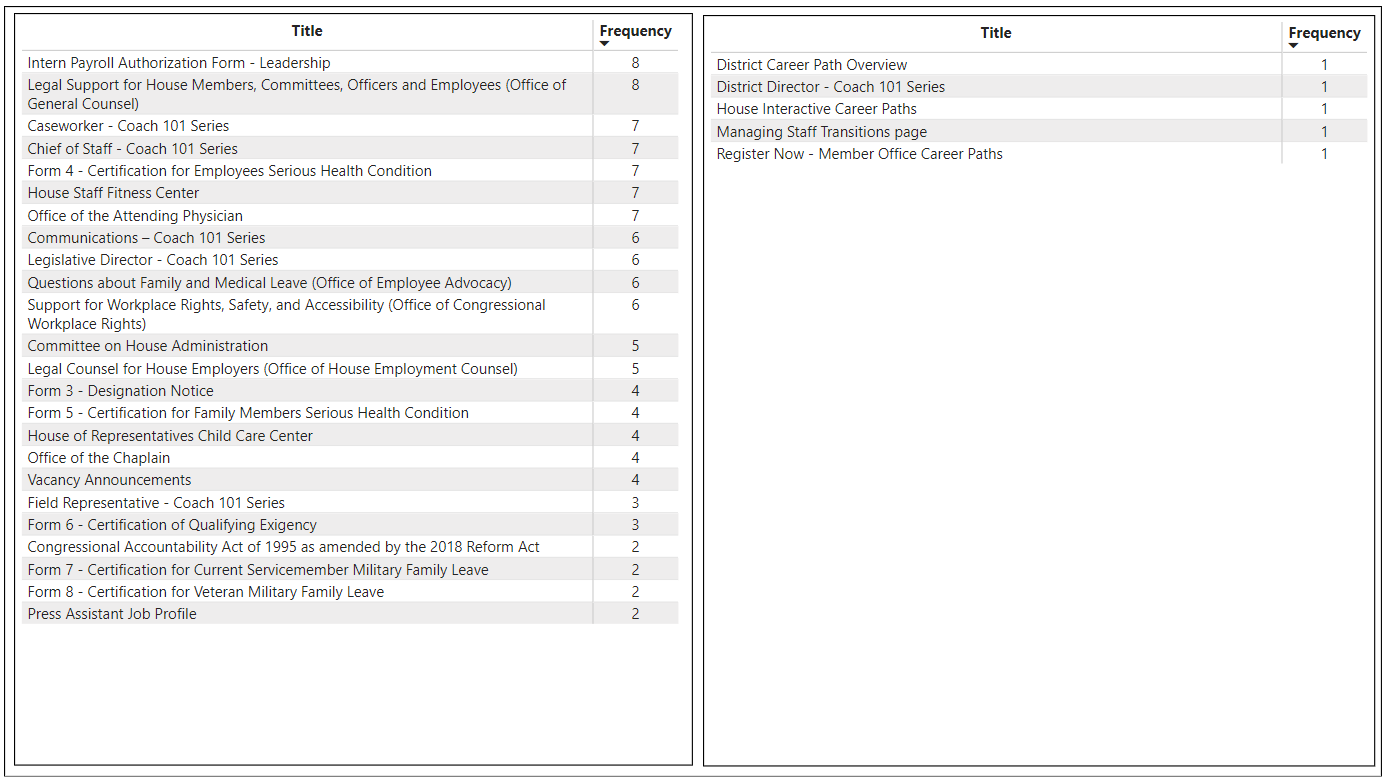 Title Frequency
Intern Payroll Authorization Form - Leadership 8
Legal Support for House Members, Committees, Officers and Employees (Office of 8
General Counsel)
Caseworker - Coach 101 Series 7
Chief of Staff - Coach 101 Series 7
Form 4 - Certification for Employees Serious Health Condition 7
House Staff Fitness Center 7
Office of the Attending Physician 7
Communications – Coach 101 Series 6
Legislative Director - Coach 101 Series 6
Questions about Family and Medical Leave (Office of Employee Advocacy) 6
Support for Workplace Rights, Safety, and Accessibility (Office of Congressional 6
Workplace Rights)
Committee on House Administration 5
Legal Counsel for House Employers (Office of House Employment Counsel) 5
Form 3 - Designation Notice 4
Form 5 - Certification for Family Members Serious Health Condition 4
House of Representatives Child Care Center 4
Office of the Chaplain 4
Vacancy Announcements 4
Field Representative - Coach 101 Series 3
Form 6 - Certification of Qualifying Exigency 3
Congressional Accountability Act of 1995 as amended by the 2018 Reform Act 2
Form 7 - Certification for Current Servicemember Military Family Leave 2
Form 8 - Certification for Veteran Military Family Leave 2
Press Assistant Job Profile 2
Title Frequency
District Career Path Overview 1
District Director - Coach 101 Series 1
House Interactive Career Paths 1
Managing Staff Transitions page 1
Register Now - Member Office Career Paths 1